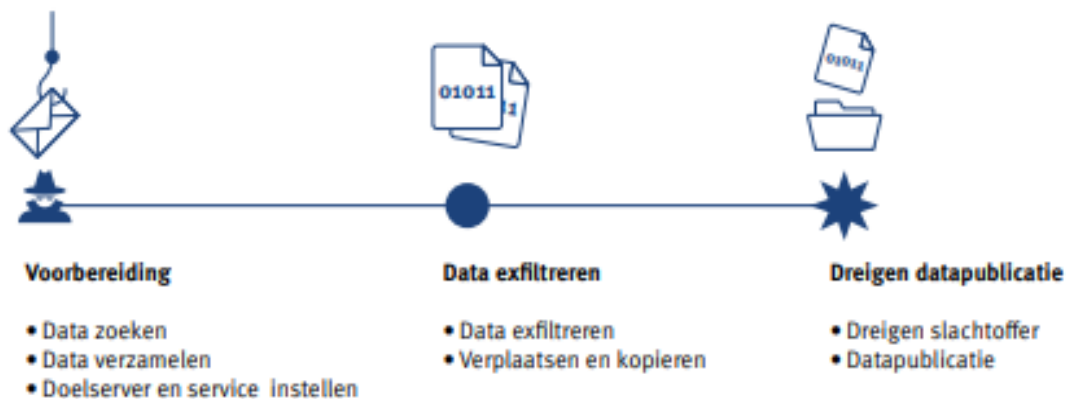 01011
11
01011
Voorbereiding
• Data zoeken
• Data verzamelen
• Doelserver en service instellen
Data exfiltreren
• Data exfiltreren
• Verplaatsen en kopieren
Dreigen datapublicatie
• Dreigen slachtoffer
• Datapublicatie